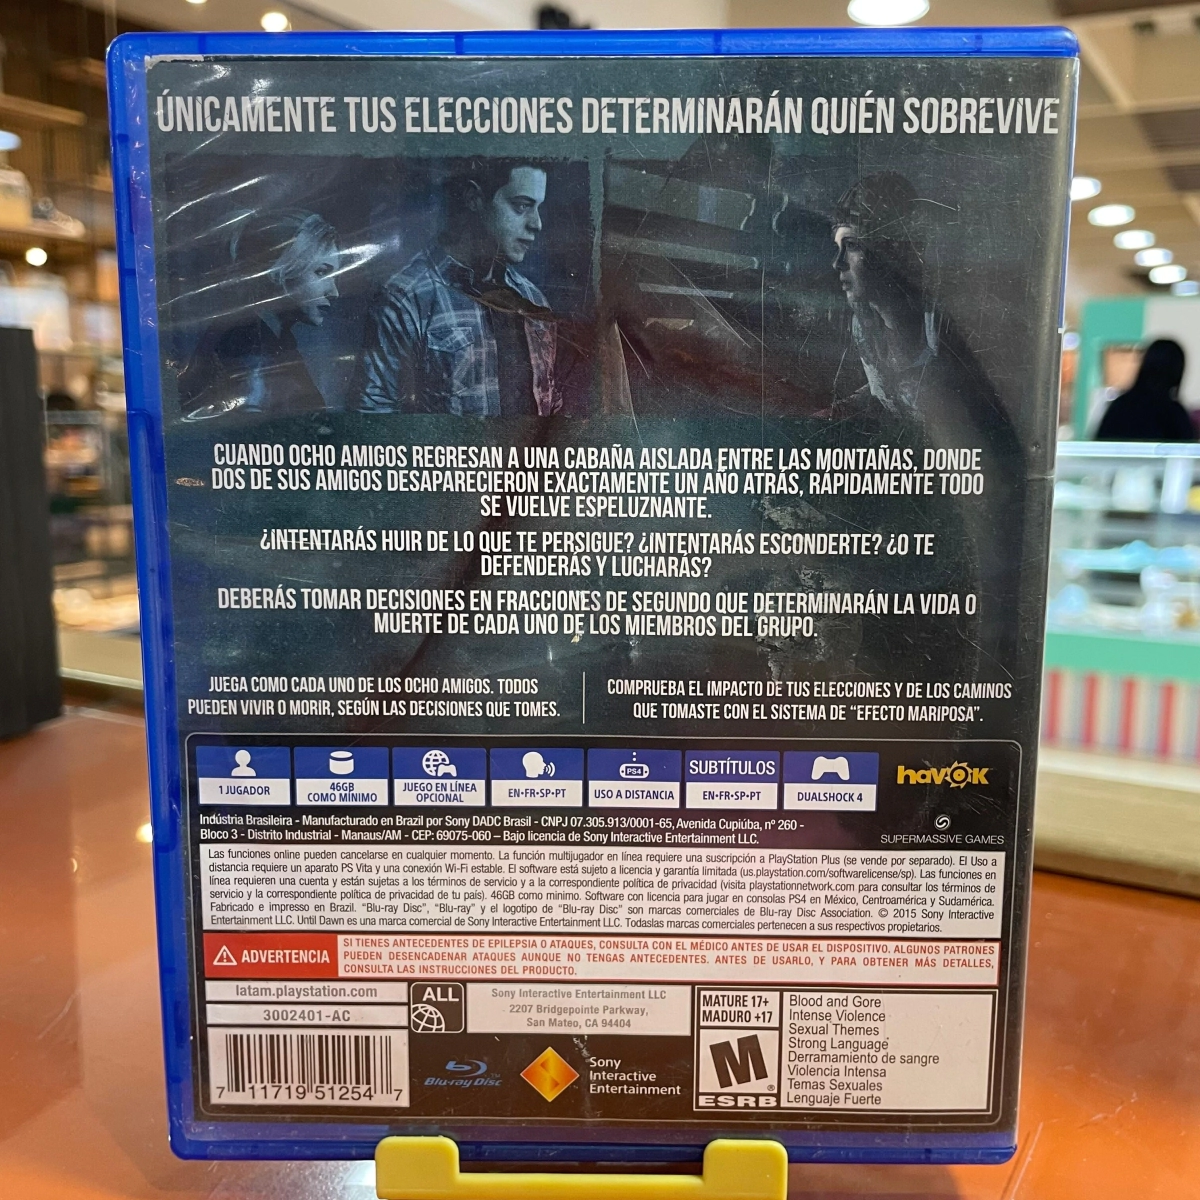 ÚNICAMENTE TUS ELECCIONES DETERMINARÁN QUIÉN SOBREVIVE
CUANDO OCHO AMIGOS REGRESAN A UNA CABAÑA AISLADA ENTRE LAS MONTAÑAS, DONDE
DOS DE SUS AMIGOS DESAPARECIERON EXACTAMENTE UN AÑO ATRÁS, RÁPIDAMENTE TODO
SE VUELVE ESPELUZNANTE.
¿INTENTARÁS HUIR DE LO QUE TE PERSIGUE? ¿INTENTARÁS ESCONDERTE? ¿O TE
DEFENDERÁS Y LUCHARÁS?
DEBERÁS TOMAR DECISIONES EN FRACCIONES DE SEGUNDO QUE DETERMINARÁN LA VIDA O
MUERTE DE CADA UNO DE LOS MIEMBROS DEL GRUPO.
JUEGA COMO CADA UNO DE LOS OCHO AMIGOS. TODOS
PUEDEN VIVIR O MORIR, SEGÚN LAS DECISIONES QUE TOMES.
COMPRUEBA EL IMPACTO DE TUS ELECCIONES Y DE LOS CAMINOS
QUE TOMASTE CON EL SISTEMA DE “EFECTO MARIPOSA”.
1 JUGADOR
46GB
COMO MÍNIMO
JUEGO EN LÍNEA
OPCIONAL
EN•FR•SP•PT
PS4
USO A DISTANCIA
SUBTÍTULOS
EN•FR•SP•PT
DUALSHOCK 4
havok
SUPERMASSIVE GAMES
Indústria Brasileira - Manufacturado en Brazil por Sony DADC Brasil - CNPJ 07.305.913/0001-65, Avenida Cupiúba, nº 260 -
Bloco 3 - Distrito Industrial - Manaus/AM - CEP: 69075-060 – Bajo licencia de Sony Interactive Entertainment LLC.
Las funciones online pueden cancelarse en cualquier momento. La función multijugador en línea requiere una suscripción a PlayStation Plus (se vende por separado). El Uso a
distancia requiere un aparato PS Vita y una conexión Wi-Fi estable. El software está sujeto a licencia y garantía limitada (us.playstation.com/softwarelicense/sp). Las funciones en
línea requieren una cuenta y están sujetas a los términos de servicio y a la correspondiente política de privacidad (visita playstationnetwork.com para consultar los términos de
servicio y la correspondiente política de privacidad de tu país). 46GB como mínimo. Software con licencia para jugar en consolas PS4 en México, Centroamérica y Sudamérica.
Fabricado e impreso en Brazil. “Blu-ray Disc”, “Blu-ray” y el logotipo de “Blu-ray Disc” son marcas comerciales de Blu-ray Disc Association. © 2015 Sony Interactive
Entertainment LLC. Until Dawn es una marca comercial de Sony Interactive Entertainment LLC. Todaslas marcas comerciales pertenecen a sus respectivos propietarios.
ADVERTENCIA
SI TIENES ANTECEDENTES DE EPILEPSIA O ATAQUES, CONSULTA CON EL MÉDICO ANTES DE USAR EL DISPOSITIVO. ALGUNOS PATRONES
PUEDEN DESENCADENAR ATAQUES AUNQUE NO TENGAS ANTECEDENTES. ANTES DE USARLO, Y PARA OBTENER MÁS DETALLES,
CONSULTA LAS INSTRUCCIONES DEL PRODUCTO.
latam.playstation.com
3002401-AC
7 11719 51254 7
ALL
Sony Interactive Entertainment LLC
2207 Bridgepointe Parkway,
San Mateo, CA 94404
Blu-ray Disc™
Sony
Interactive
Entertainment
MATURE 17+
MADURO +17
M
®
ESRB
Blood and Gore
Intense Violence
Sexual Themes
Strong Language
Derramamiento de sangre
Violencia Intensa
Temas Sexuales
Lenguaje Fuerte